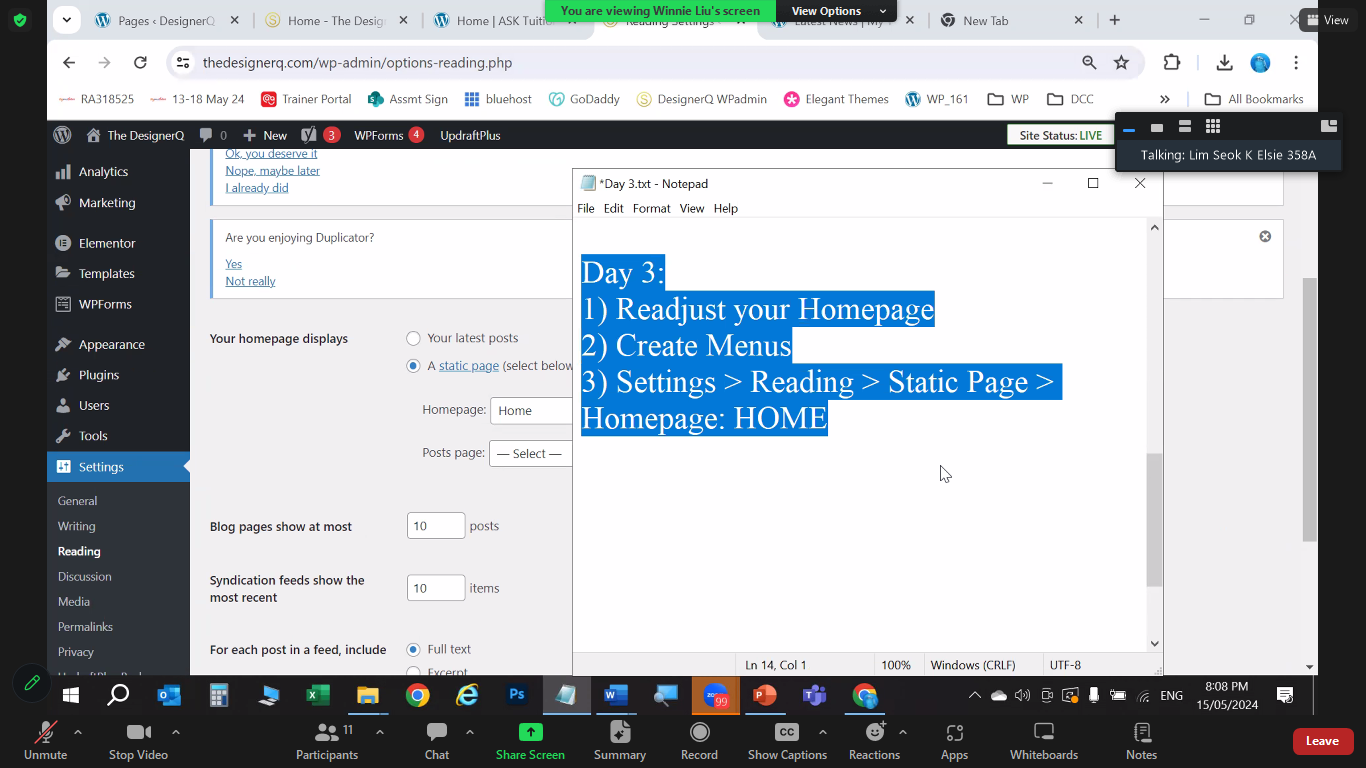 You are viewing Winnie Liu's screen
View Options
View
Pages ‹ DesignerQ
Home - The Desig
Home | ASK Tuiti
Reading Settings
Latest News | My
New Tab
thedesignerq.com/wp-admin/options-reading.php
RA318525
13-18 May 24
Trainer Portal
Assmt Sign
bluehost
GoDaddy
DesignerQ WPadmin
Elegant Themes
WP_161
WP
DCC
»
All Bookmarks
The DesignerQ
0
New
3
WPForms 4
UpdraftPlus
Site Status: LIVE
Talking: Lim Seok K Elsie 358A
Analytics
Marketing
Elementor
Templates
WPForms
Appearance
Plugins
Users
Tools
Settings
General
Writing
Reading
Discussion
Media
Permalinks
Privacy
Ok, you deserve it
Nope, maybe later
I already did
Are you enjoying Duplicator?
Yes
Not really
Your homepage displays
Your latest posts
A static page (select below
Homepage: Home
Posts page: — Select —
Blog pages show at most
10 posts
Syndication feeds show the
most recent
10 items
For each post in a feed, include
Full text
Excerpt
*Day 3.txt - Notepad
File Edit Format View Help
Day 3:
1) Readjust your Homepage
2) Create Menus
3) Settings > Reading > Static Page >
Homepage: HOME
Ln 14, Col 1
100%
Windows (CRLF)
UTF-8
99
ENG
8:08 PM
15/05/2024
Unmute
Stop Video
Participants
11
Chat
Share Screen
Summary
Record
CC
Show Captions
Reactions
Apps
Whiteboards
Notes
Leave